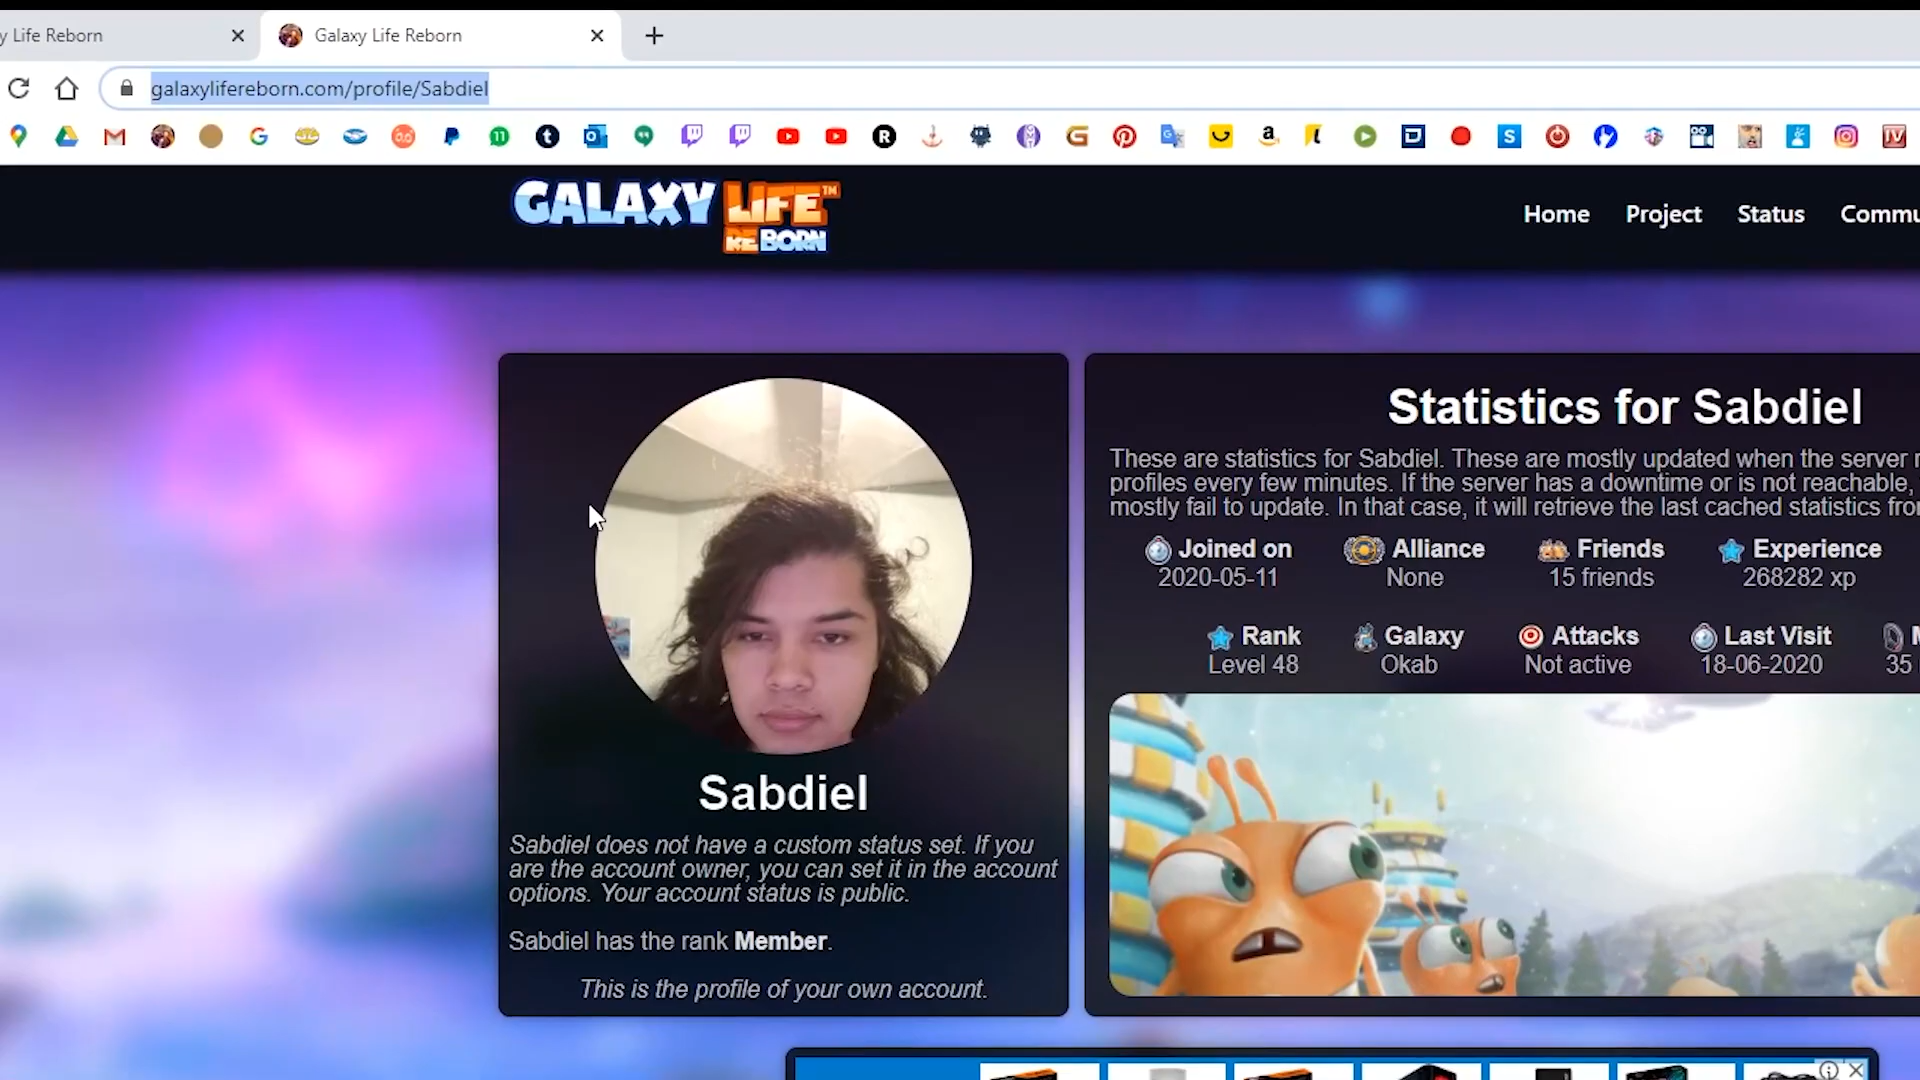 y Life Reborn
Galaxy Life Reborn
galaxylifereborn.com/profile/Sabdiel
GALAXY LIFE™
REBORN
Home Project Status Commu
Statistics for Sabdiel
These are statistics for Sabdiel. These are mostly updated when the server r
profiles every few minutes. If the server has a downtime or is not reachable,
mostly fail to update. In that case, it will retrieve the last cached statistics fro
Joined on Alliance Friends Experience
2020-05-11 None 15 friends 268282 xp
Rank Galaxy Attacks Last Visit M
Level 48 Okab Not active 18-06-2020 35
Sabdiel
Sabdiel does not have a custom status set. If you
are the account owner, you can set it in the account
options. Your account status is public.
Sabdiel has the rank Member.
This is the profile of your own account.